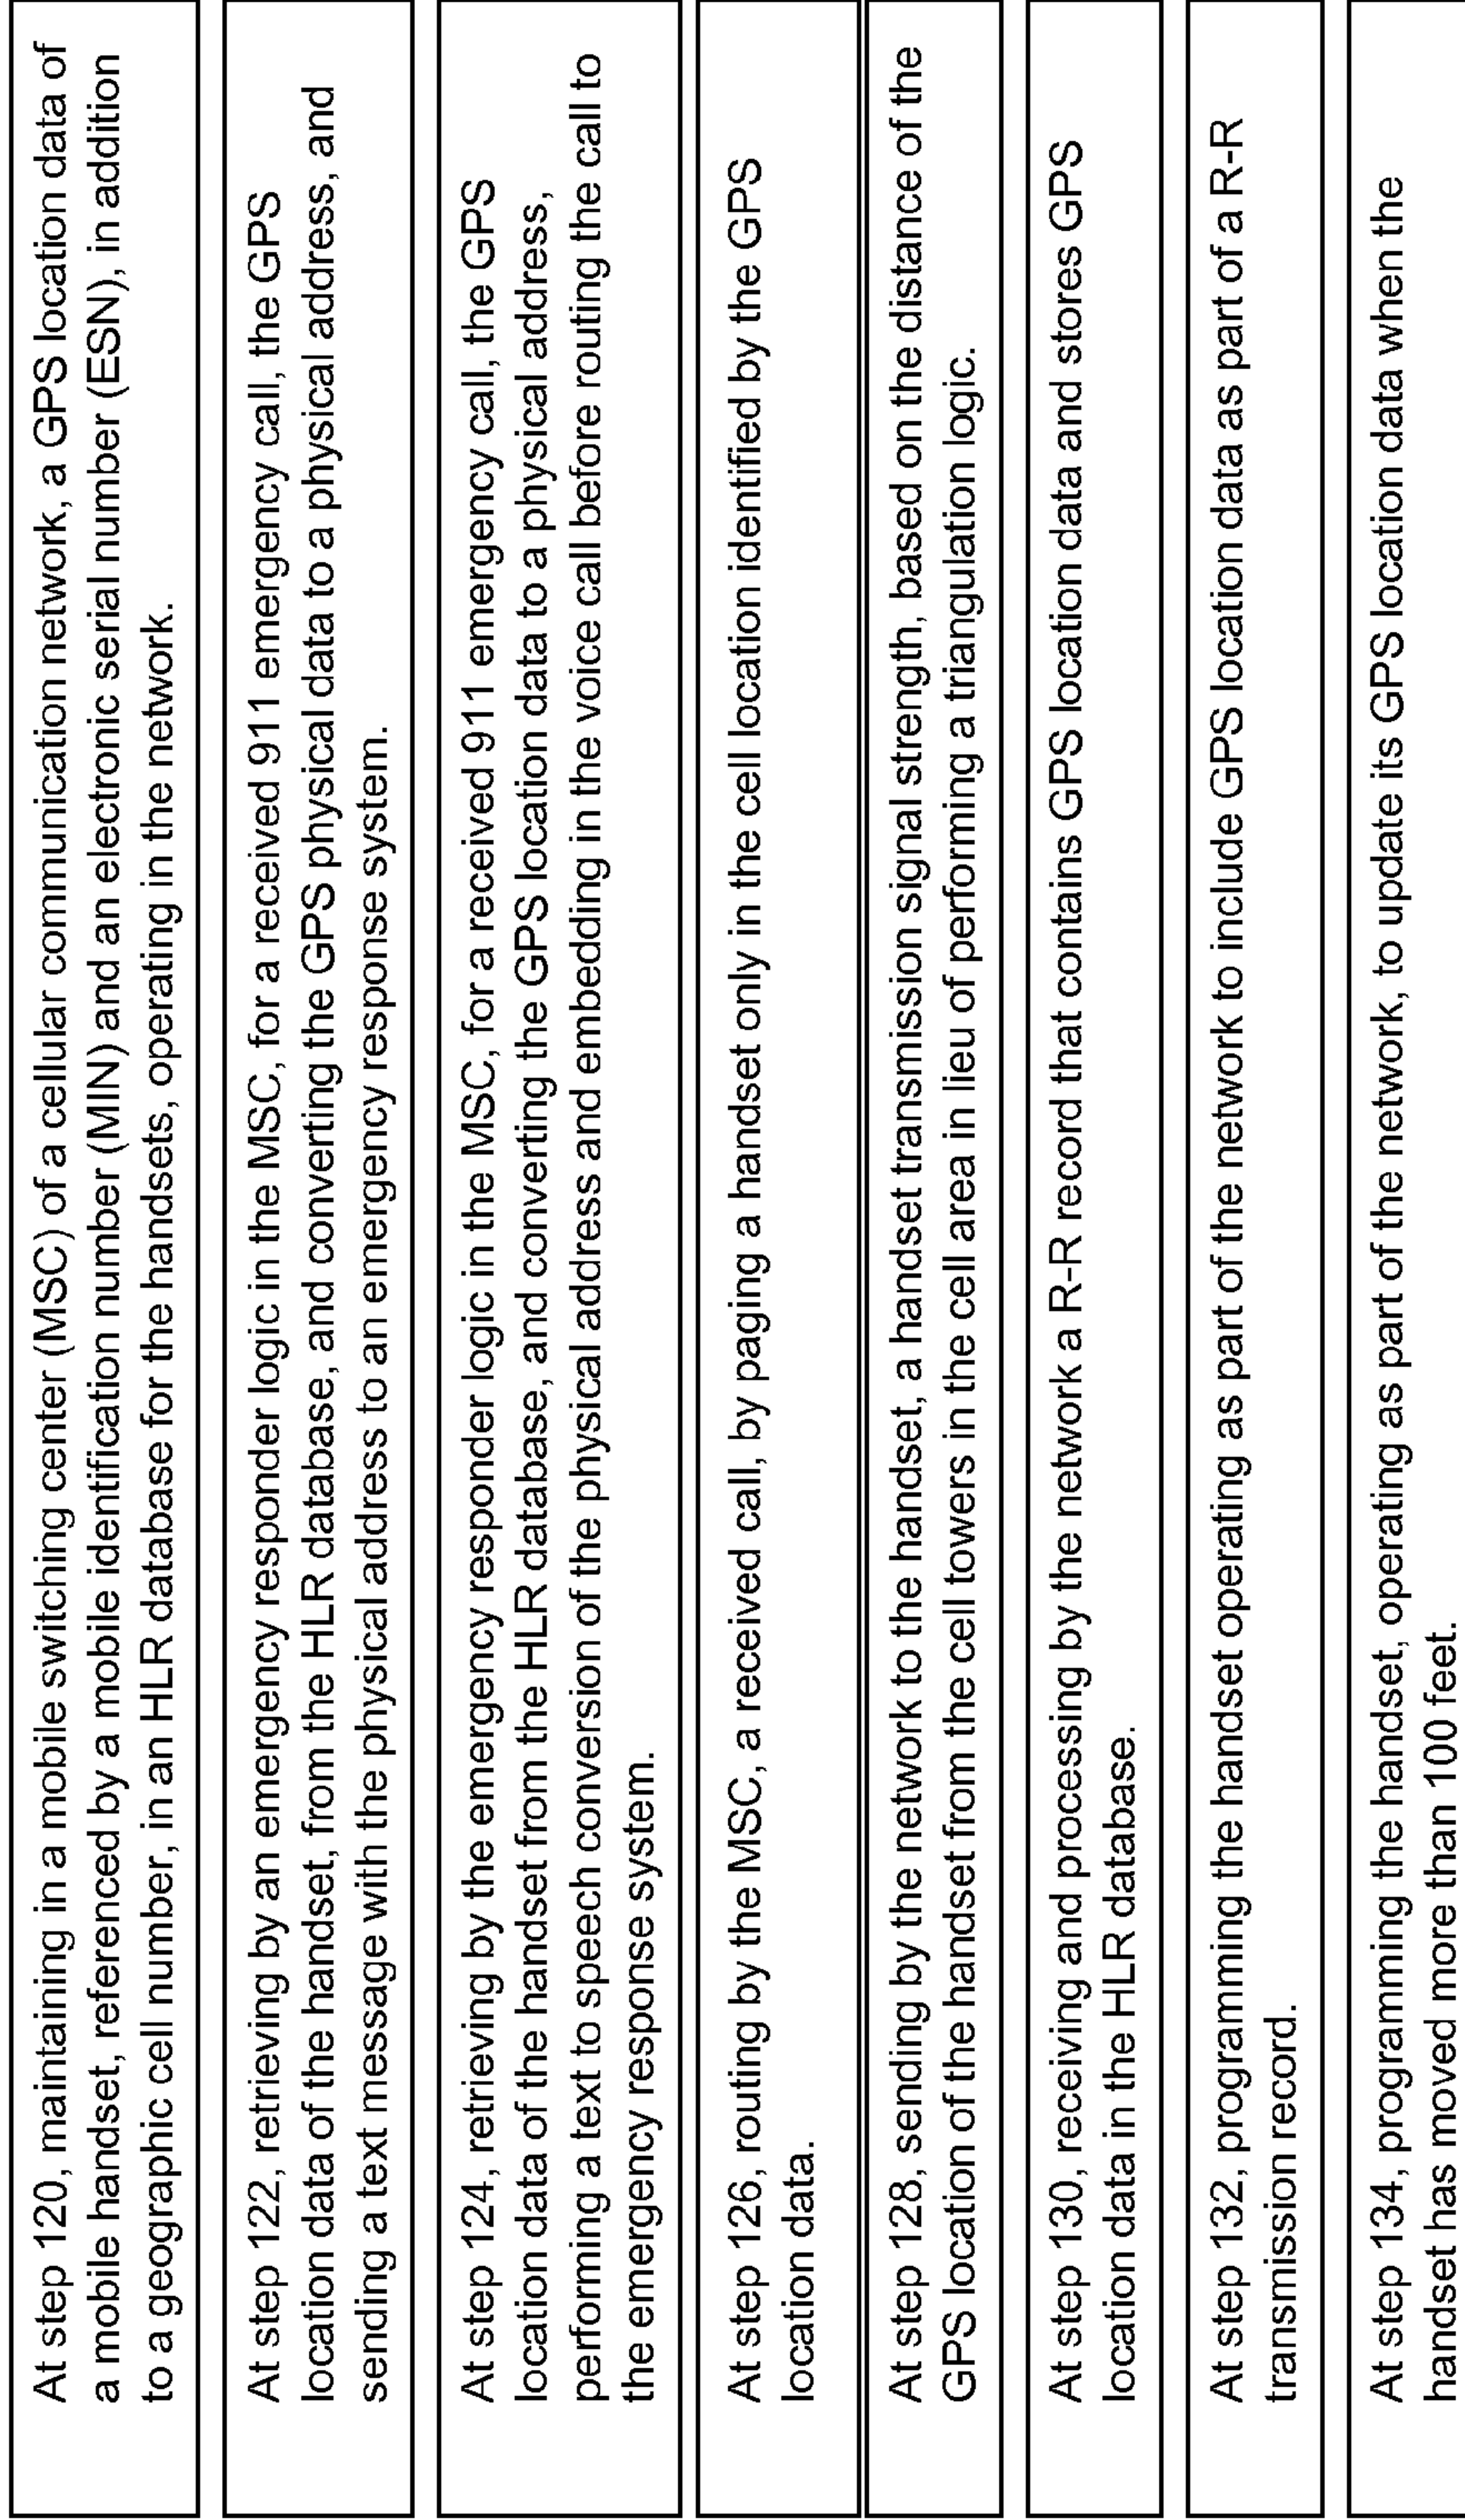 At step 120, maintaining in a mobile switching center (MSC) of a cellular communication network, a GPS location data of
a mobile handset, referenced by a mobile identification number (MIN) and an electronic serial number (ESN), in addition
to a geographic cell number, in an HLR database for the handsets, operating in the network.
At step 122, retrieving by an emergency responder logic in the MSC, for a received 911 emergency call, the GPS
location data of the handset, from the HLR database, and converting the GPS physical data to a physical address, and
sending a text message with the physical address to an emergency response system.
At step 124, retrieving by the emergency responder logic in the MSC, for a received 911 emergency call, the GPS
location data of the handset from the HLR database, and converting the GPS location data to a physical address,
performing a text to speech conversion of the physical address and embedding in the voice call before routing the call to
the emergency response system.
At step 126, routing by the MSC, a received call, by paging a handset only in the cell location identified by the GPS
location data.
At step 128, sending by the network to the handset, a handset transmission signal strength, based on the distance of the
GPS location of the handset from the cell towers in the cell area in lieu of performing a triangulation logic.
At step 130, receiving and processing by the network a R-R record that contains GPS location data and stores GPS
location data in the HLR database.
At step 132, programming the handset operating as part of the network to include GPS location data as part of a R-R
transmission record.
At step 134, programming the handset, operating as part of the network, to update its GPS location data when the
handset has moved more than 100 feet.